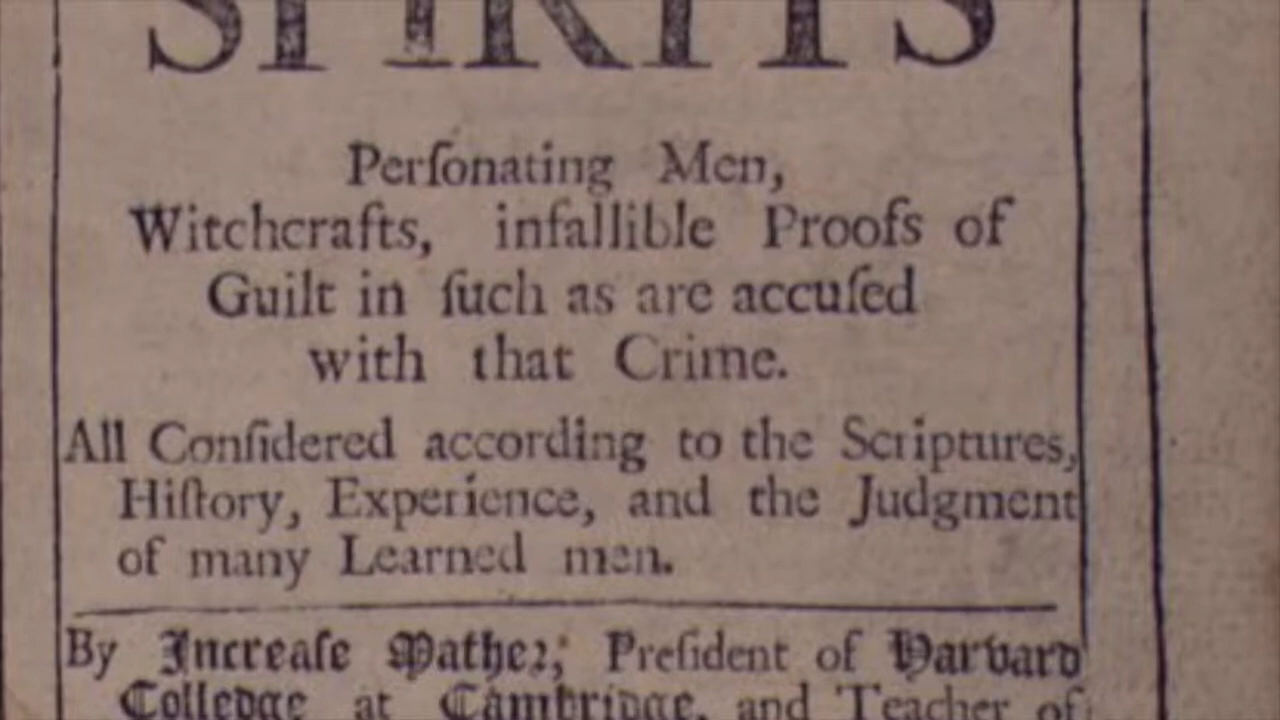 SPIRITS
Perſonating Men,
Witchcrafts, infallible Proofs of
Guilt in ſuch as are accuſed
with that Crime.
All Conſidered according to the Scriptures,
Hiſtory, Experience, and the Judgment
of many Learned men.
By Increaſe Mather, Preſident of Harvard
Colledge at Cambridge, and Teacher of